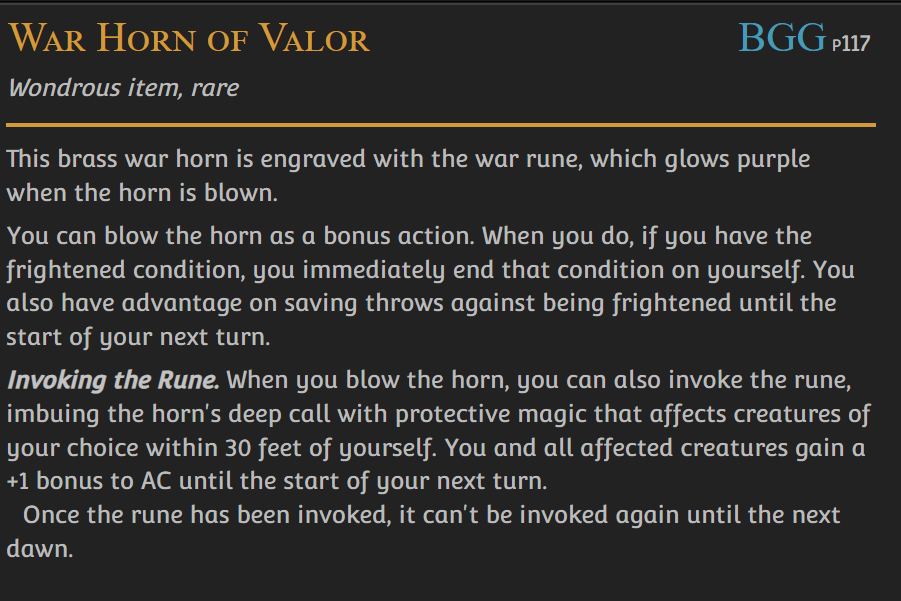 War Horn of Valor BGG P117
Wondrous item, rare
This brass war horn is engraved with the war rune, which glows purple
when the horn is blown.
You can blow the horn as a bonus action. When you do, if you have the
frightened condition, you immediately end that condition on yourself. You
also have advantage on saving throws against being frightened until the
start of your next turn.
Invoking the Rune. When you blow the horn, you can also invoke the rune,
imbuing the horn's deep call with protective magic that affects creatures of
your choice within 30 feet of yourself. You and all affected creatures gain a
+1 bonus to AC until the start of your next turn.
Once the rune has been invoked, it can't be invoked again until the next
dawn.